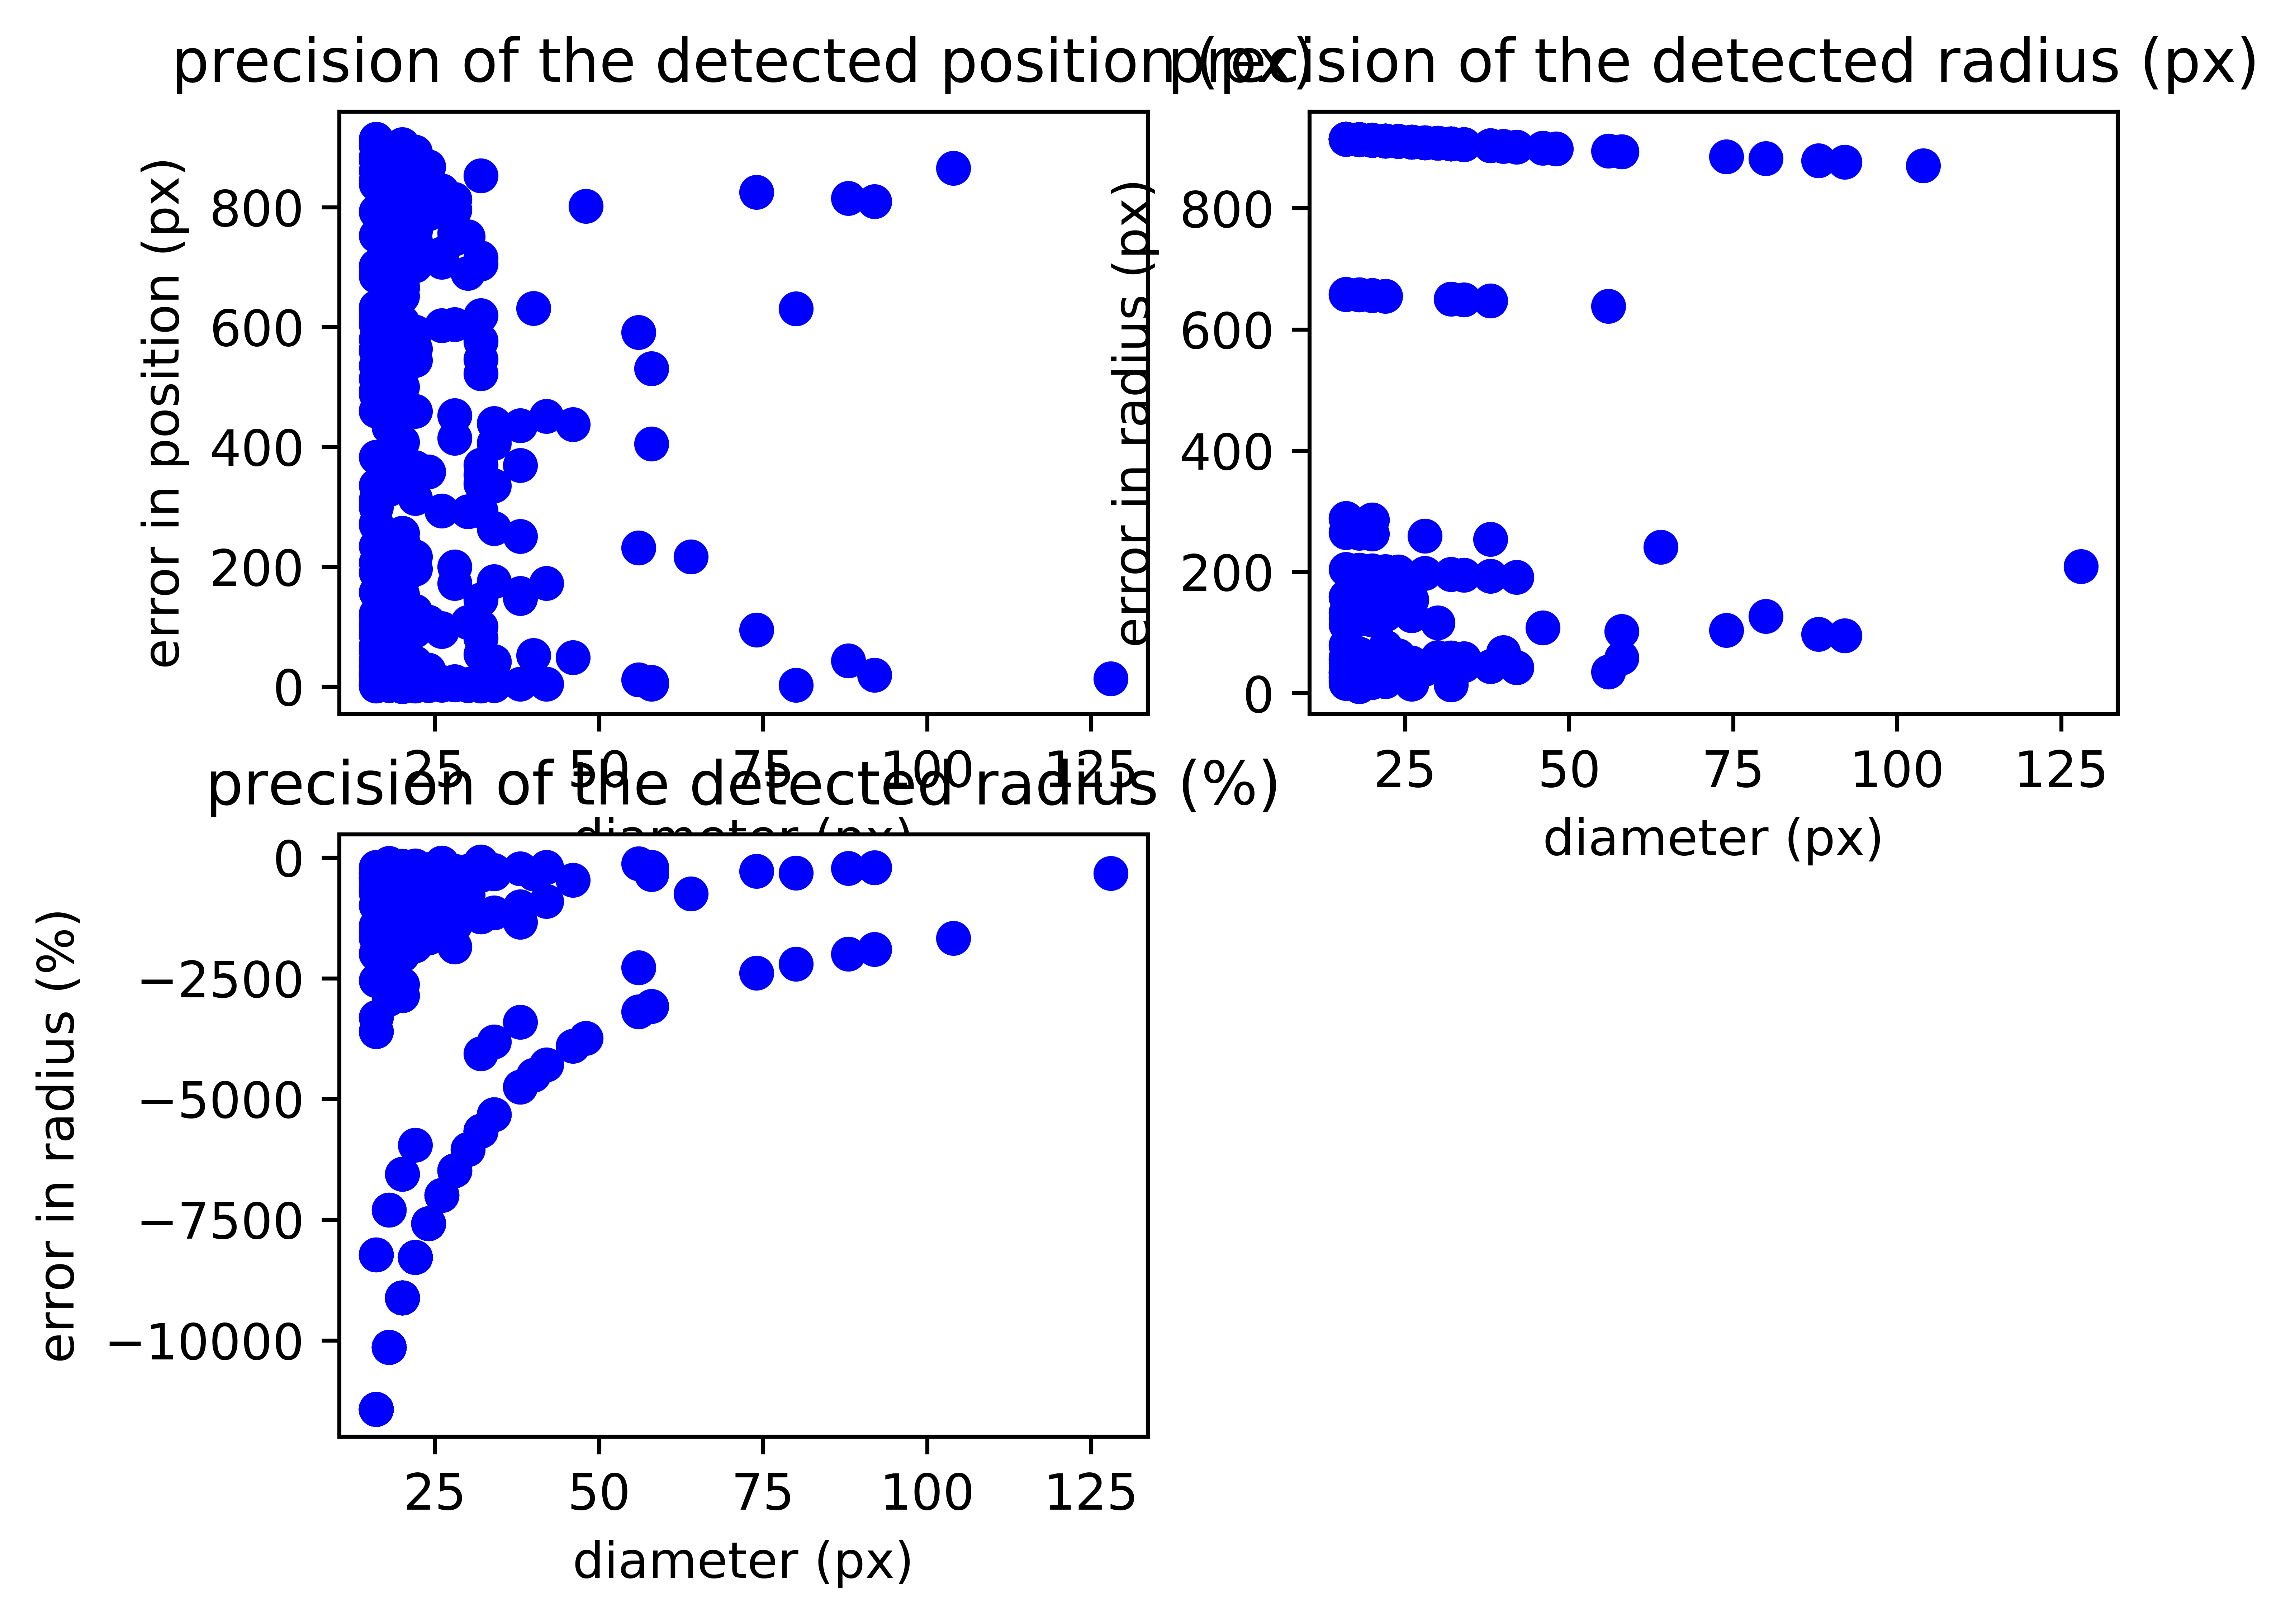 precision of the detected position (px)
precision of the detected radius (px)
error in position (px)
800
600
400
200
0
25 50 75 100 125
diameter (px)
error in radius (px)
800
600
400
200
0
25 50 75 100 125
diameter (px)
precision of the detected radius (%)
error in radius (%)
0
−2500
−5000
−7500
−10000
25 50 75 100 125
diameter (px)